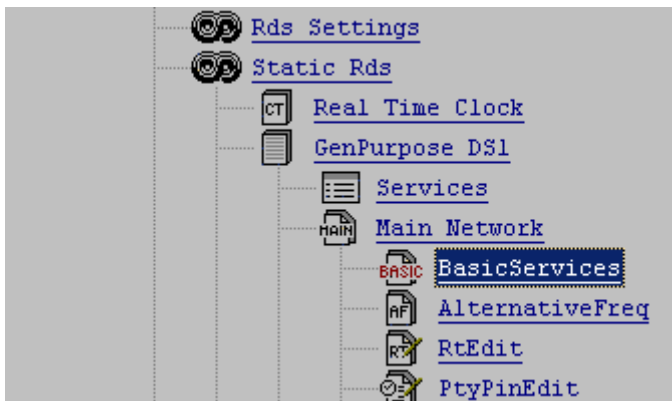 Rds Settings
Static Rds
CT Real Time Clock
GenPurpose DS1
Services
MAIN Main Network
BASIC BasicServices
AF AlternativeFreq
RT RtEdit
PtyPinEdit